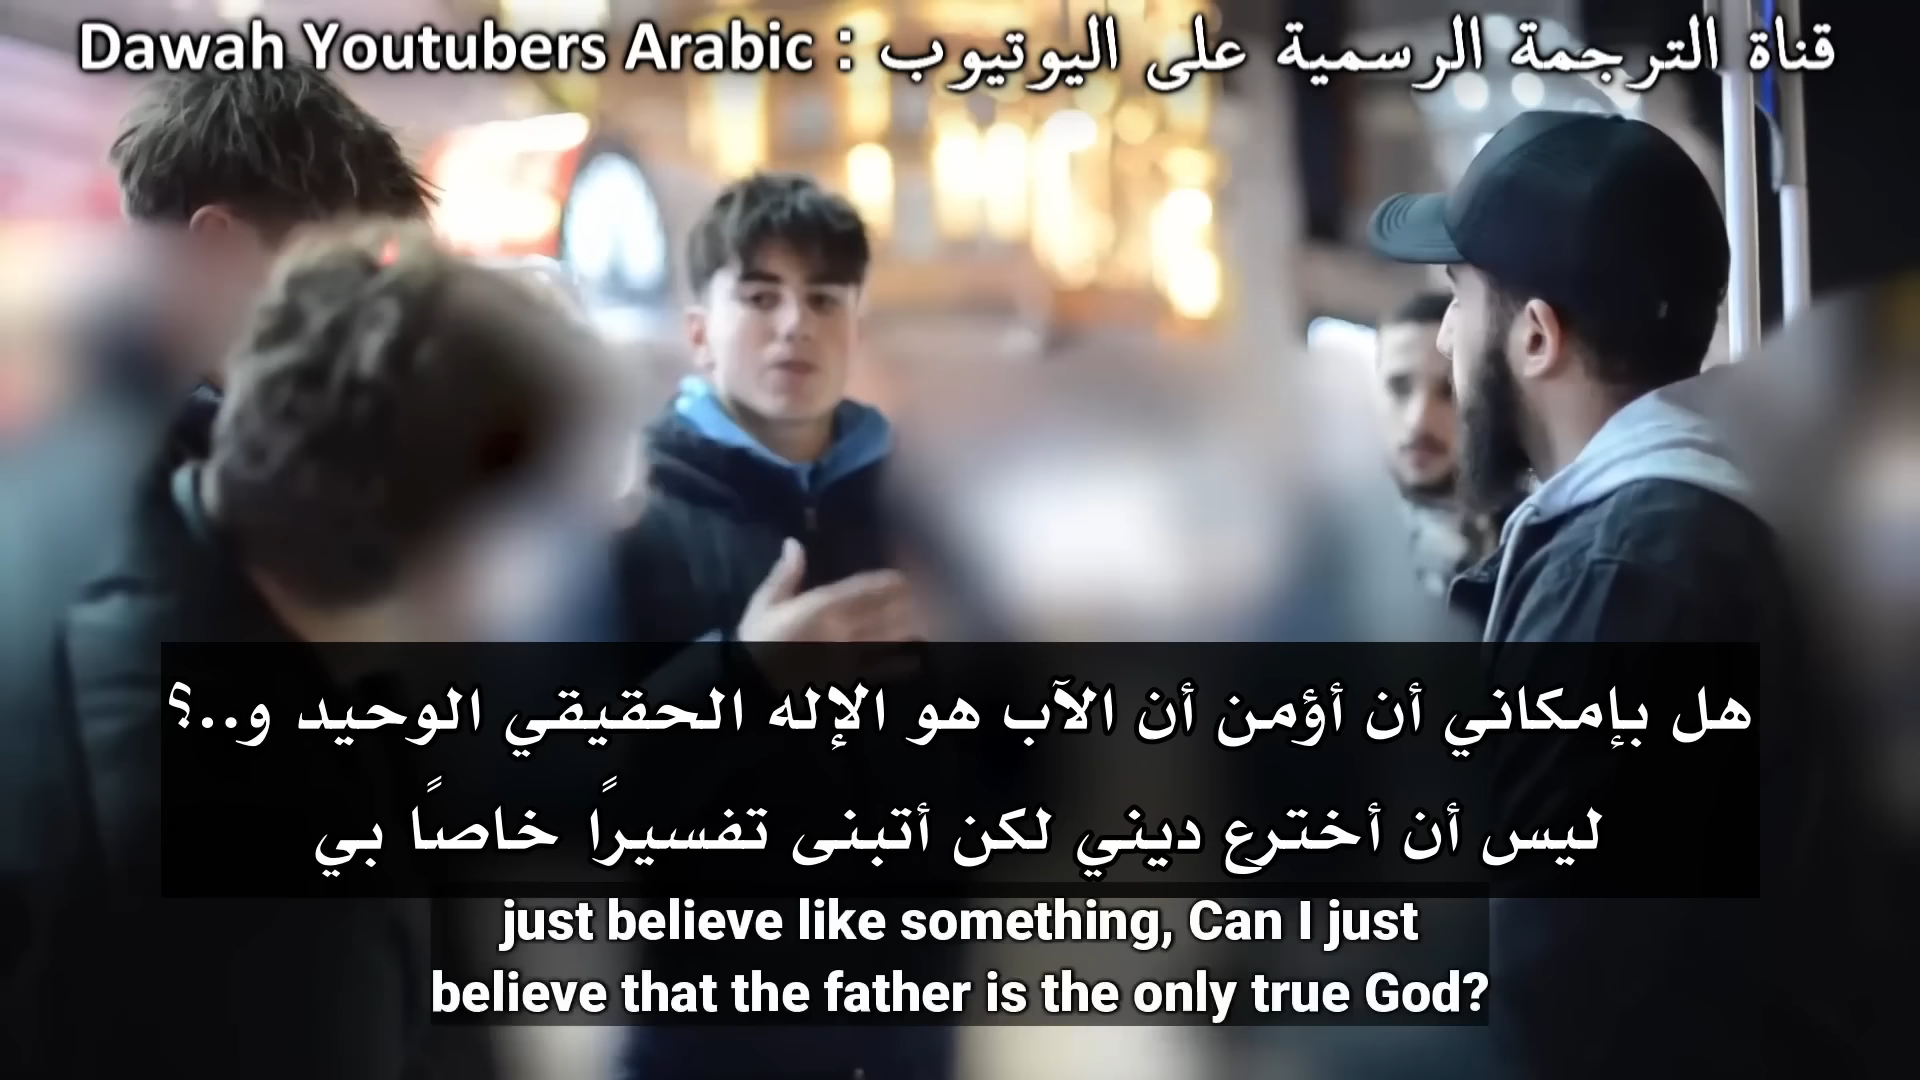 Dawah Youtubers Arabic : قناة الترجمة الرسمية على اليوتيوب
هل بإمكاني أن أؤمن أن الآب هو الإله الحقيقي الوحيد و..؟
ليس أن أخترع ديني لكن أتبنى تفسيرًا خاصًا بي
just believe like something, Can I just
believe that the father is the only true God?